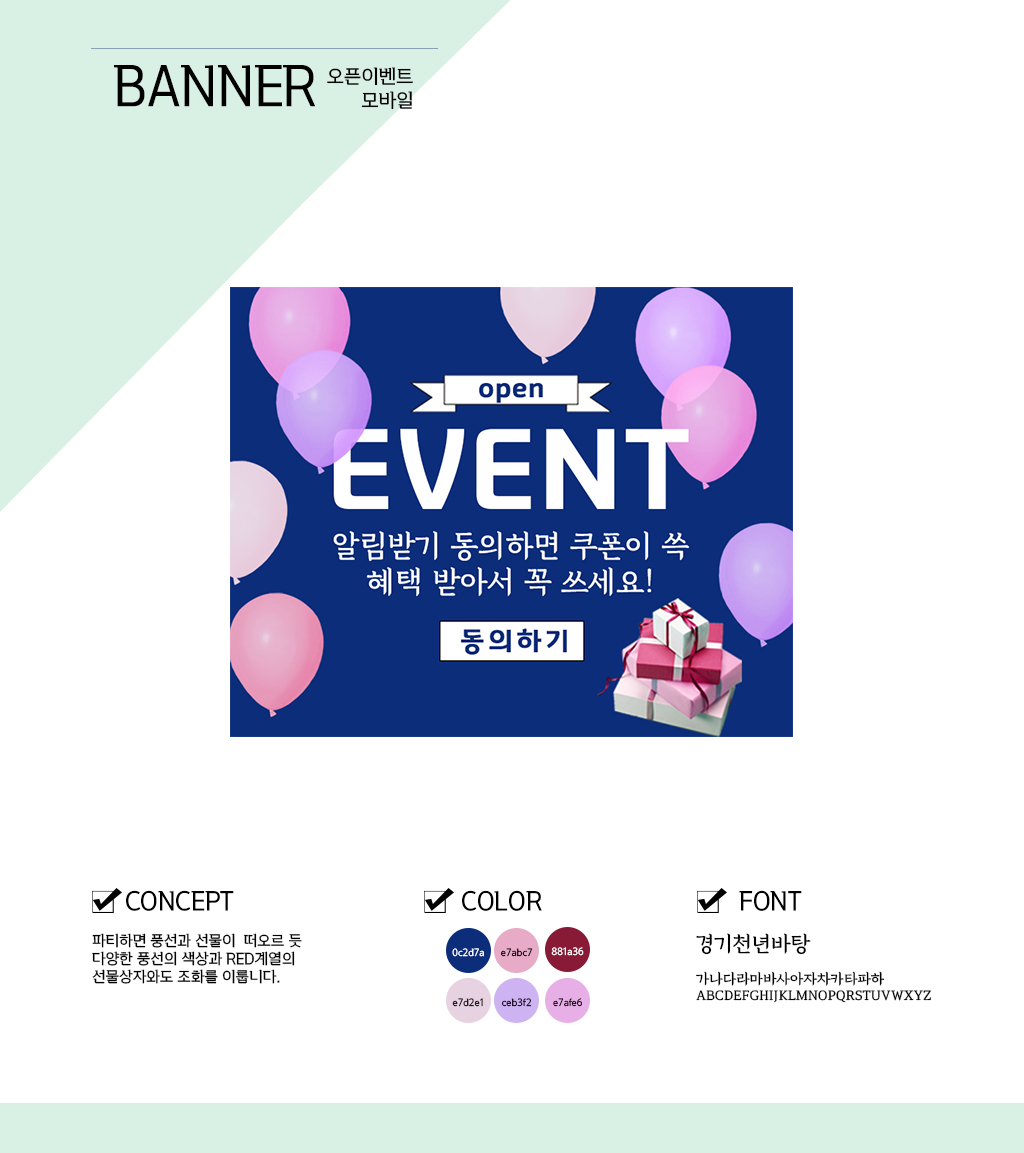 BANNER
오픈이벤트
모바일
open
EVENT
알림받기 동의하면 쿠폰이 쏙
혜택 받아서 꼭 쓰세요!
동의하기
CONCEPT
파티하면 풍선과 선물이 떠오르 듯
다양한 풍선의 색상과 RED계열의
선물상자와도 조화를 이룹니다.
COLOR
0c2d7a
e7abc7
881a36
e7d2e1
ceb3f2
e7afe6
FONT
경기천년바탕
가나다라마바사아자차카타파하
ABCDEFGHIJKLMNOPQRSTUVWXYZ